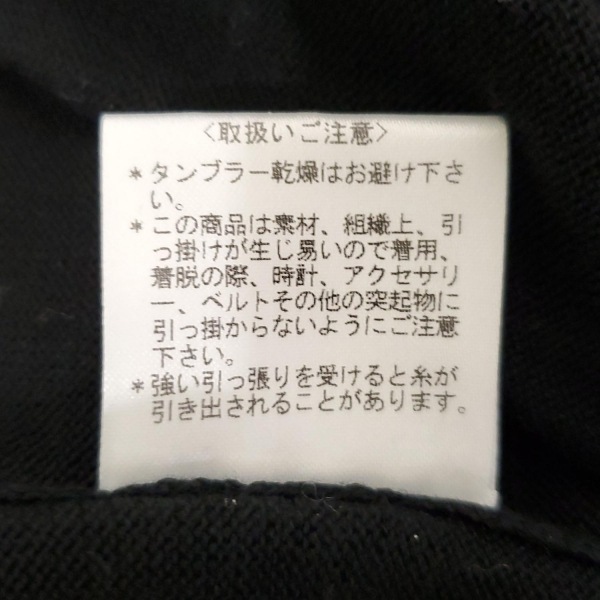 〈取扱いご注意〉
*タンブラー乾燥はお避け下さ
い。
*この商品は素材、組織上、引
っ掛けが生じ易いので着用、
着脱の際、時計、アクセサリ
ー、ベルトその他の突起物に
引っ掛からないようにご注意
下さい。
*強い引っ張りを受けると糸が
引き出されることがあります。